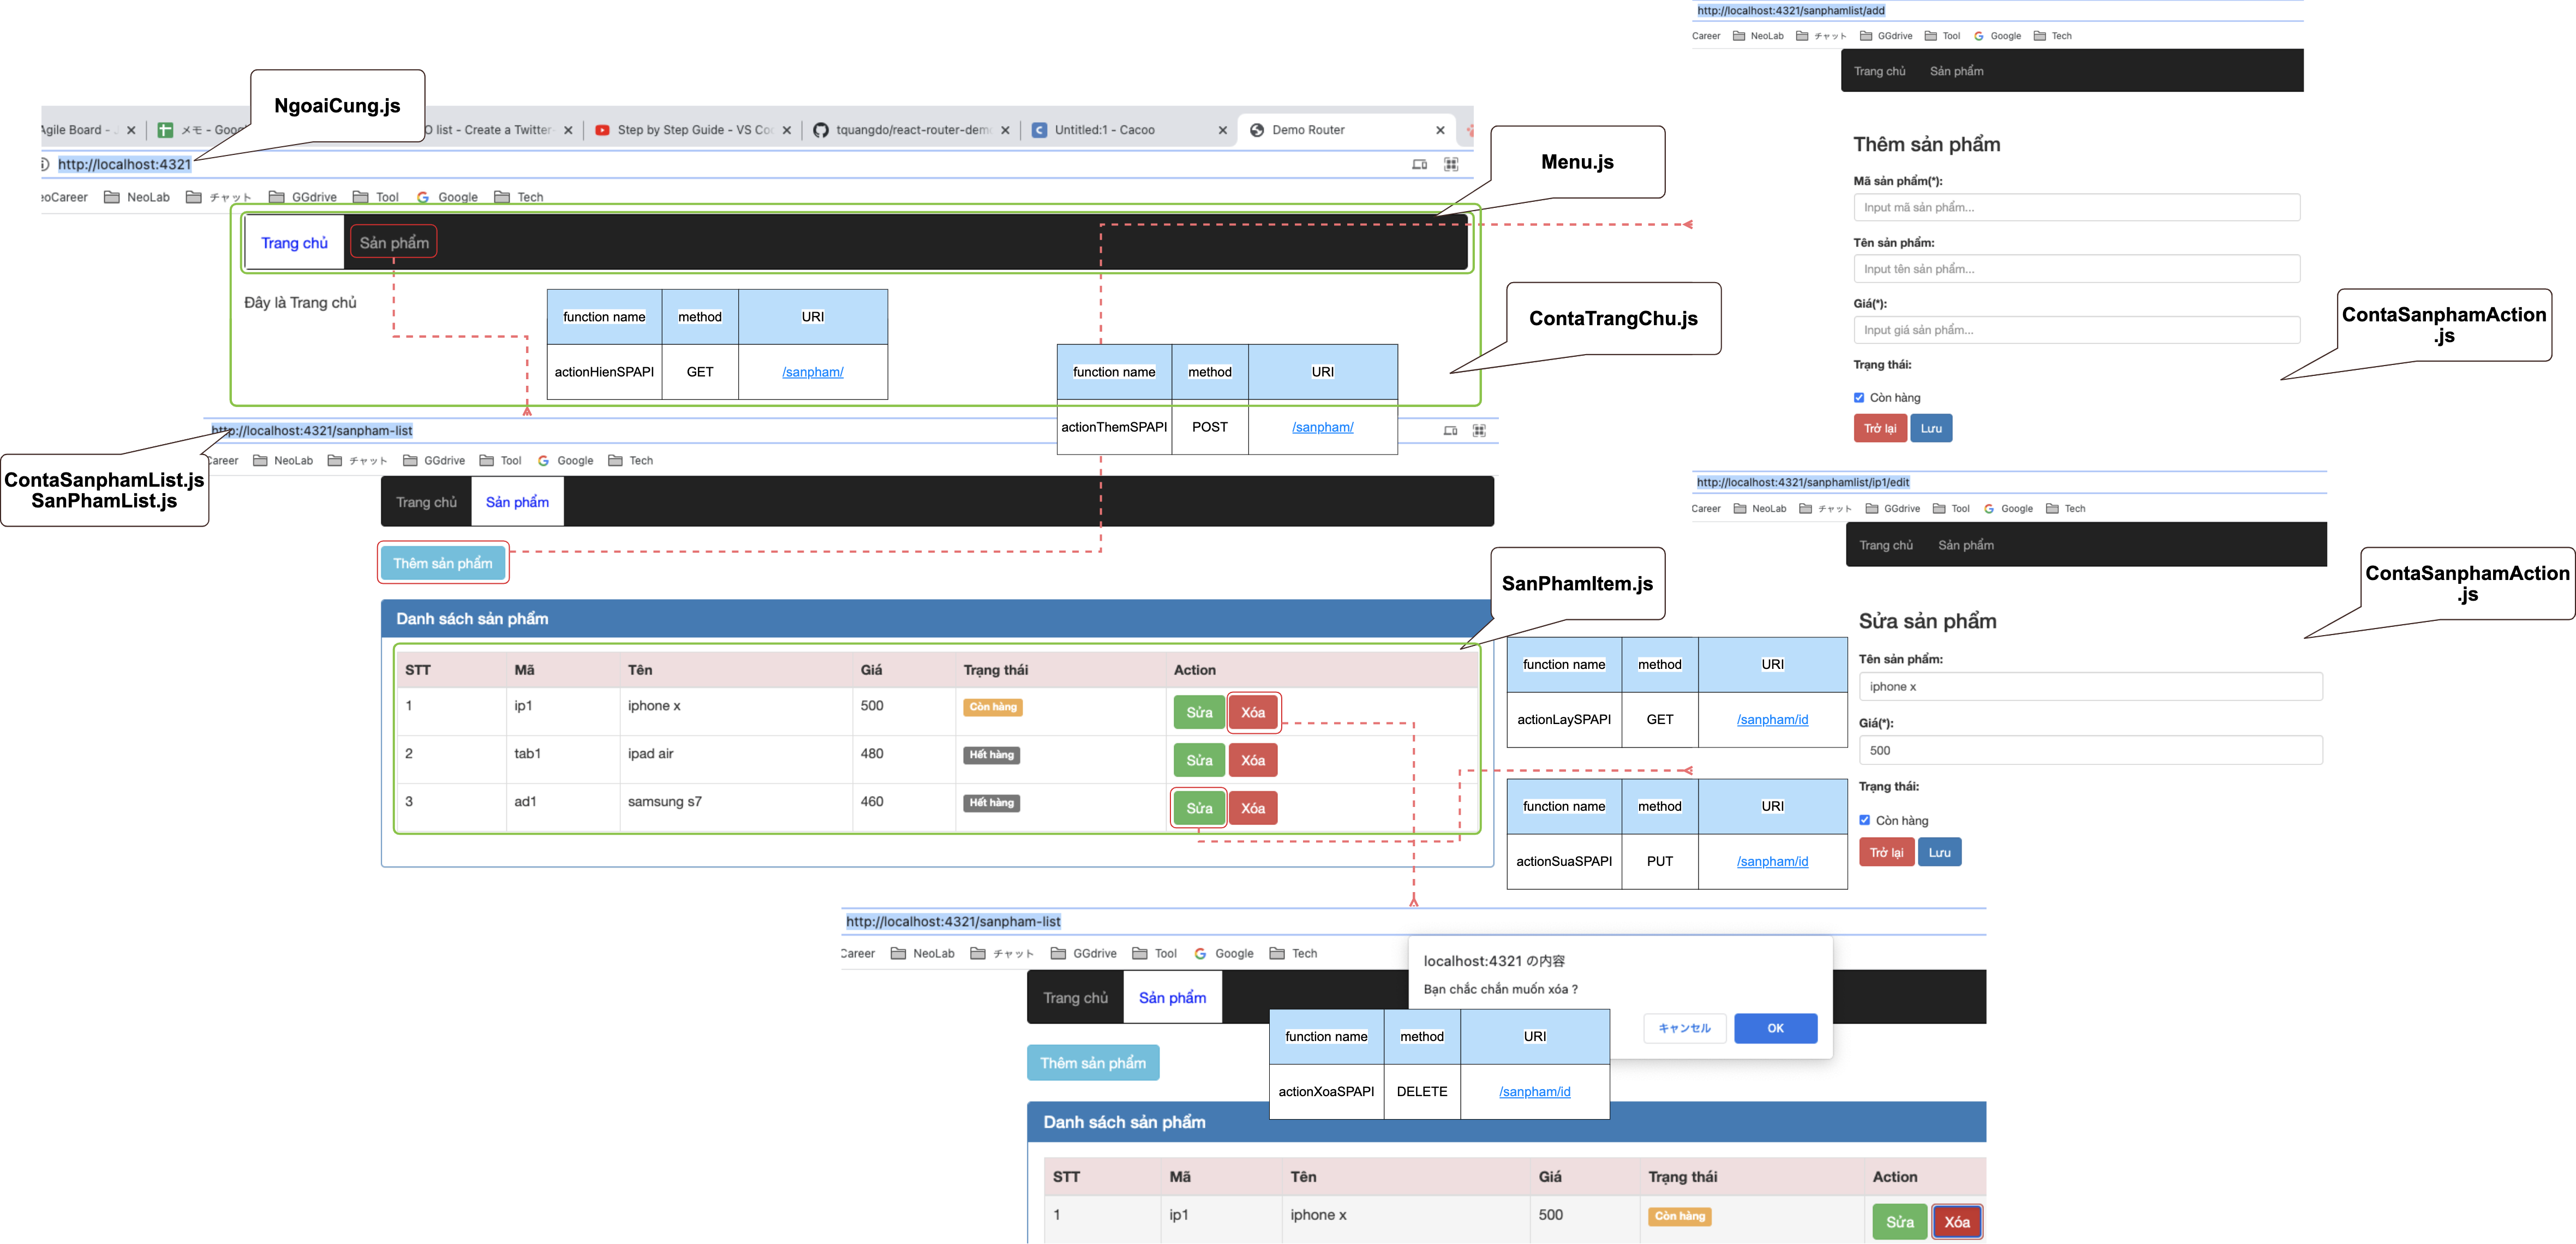 NgoaiCung.js
Agile Board -
メモ - Goog
O list - Create a Twitter
Step by Step Guide - VS Co
tquangdo/react-router-dem
Untitled:1 - Cacoo
Demo Router
http://localhost:4321
eoCareer NeoLab チャット GGdrive Tool Google Tech
Menu.js
Trang chủ Sản phẩm
Đây là Trang chủ
function name method URI
actionHienSPAPI GET /sanpham/
ContaTrangChu.js
function name method URI
actionThemSPAPI POST /sanpham/
http://localhost:4321/sanpham-list
Career NeoLab チャット GGdrive Tool Google Tech
ContaSanphamList.js
SanPhamList.js
Trang chủ Sản phẩm
Thêm sản phẩm
Danh sách sản phẩm
SanPhamItem.js
STT Mã Tên Giá Trạng thái Action
1 ip1 iphone x 500 Còn hàng Sửa Xóa
2 tab1 ipad air 480 Hết hàng Sửa Xóa
3 ad1 samsung s7 460 Hết hàng Sửa Xóa
http://localhost:4321/sanphamlist/add
Career NeoLab チャット GGdrive Tool Google Tech
Trang chủ Sản phẩm
Thêm sản phẩm
Mã sản phẩm(*):
Input mã sản phẩm...
Tên sản phẩm:
Input tên sản phẩm...
Giá(*):
Input giá sản phẩm...
Trạng thái:
Còn hàng
Trở lại Lưu
ContaSanphamAction
.js
http://localhost:4321/sanphamlist/ip1/edit
Career NeoLab チャット GGdrive Tool Google Tech
Trang chủ Sản phẩm
ContaSanphamAction
.js
Sửa sản phẩm
Tên sản phẩm:
iphone x
Giá(*):
500
Trạng thái:
Còn hàng
Trở lại Lưu
function name method URI
actionLaySPAPI GET /sanpham/id
function name method URI
actionSuaSPAPI PUT /sanpham/id
http://localhost:4321/sanpham-list
Career NeoLab チャット GGdrive Tool Google Tech
localhost:4321 の内容
Bạn chắc chắn muốn xóa ?
キャンセル OK
Trang chủ Sản phẩm
function name method URI
actionXoaSPAPI DELETE /sanpham/id
Thêm sản phẩm
Danh sách sản phẩm
STT Mã Tên Giá Trạng thái Action
1 ip1 iphone x 500 Còn hàng Sửa Xóa